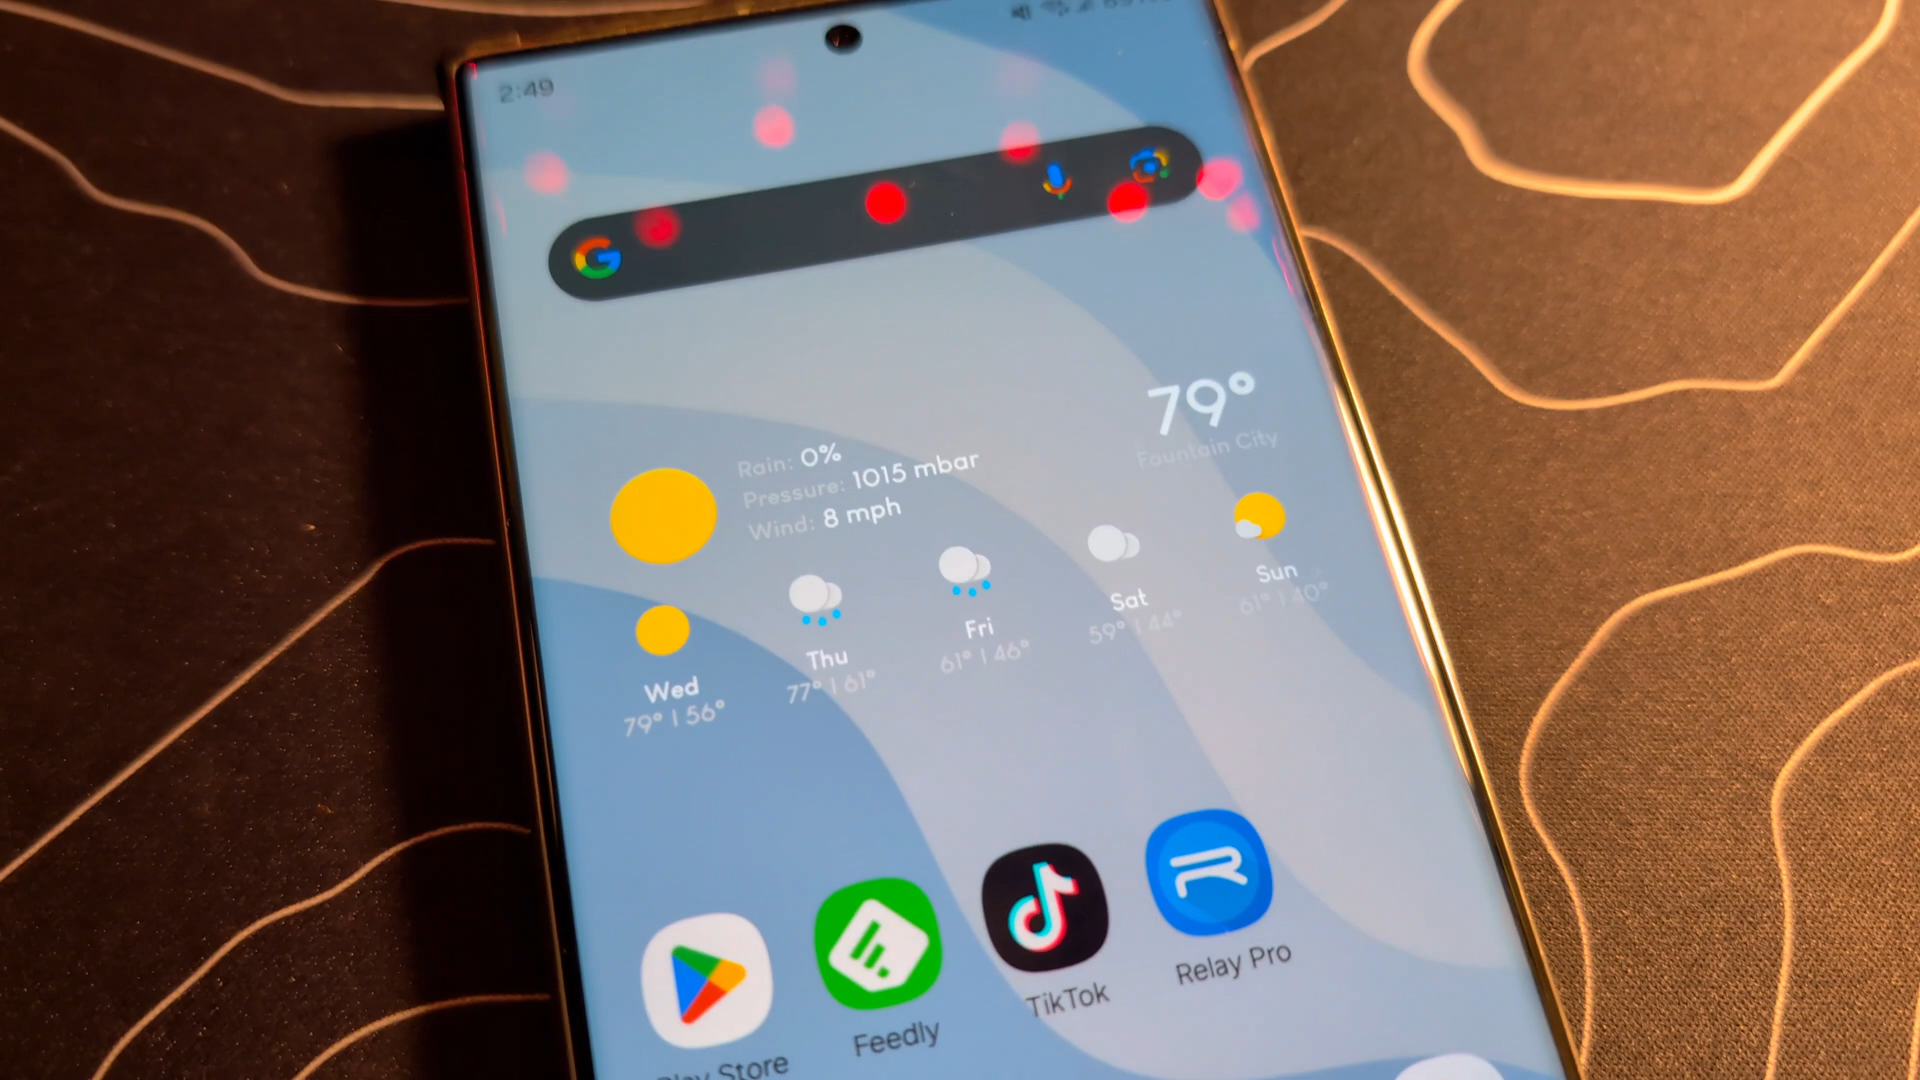 2:49
G
79°
Fountain City
Rain: 0%
Pressure: 1015 mbar
Wind: 8 mph
Wed
79° | 56°
Thu
77° | 61°
Fri
61° | 46°
Sat
59° | 44°
Sun
61° | 40°
Play Store
Feedly
TikTok
Relay Pro